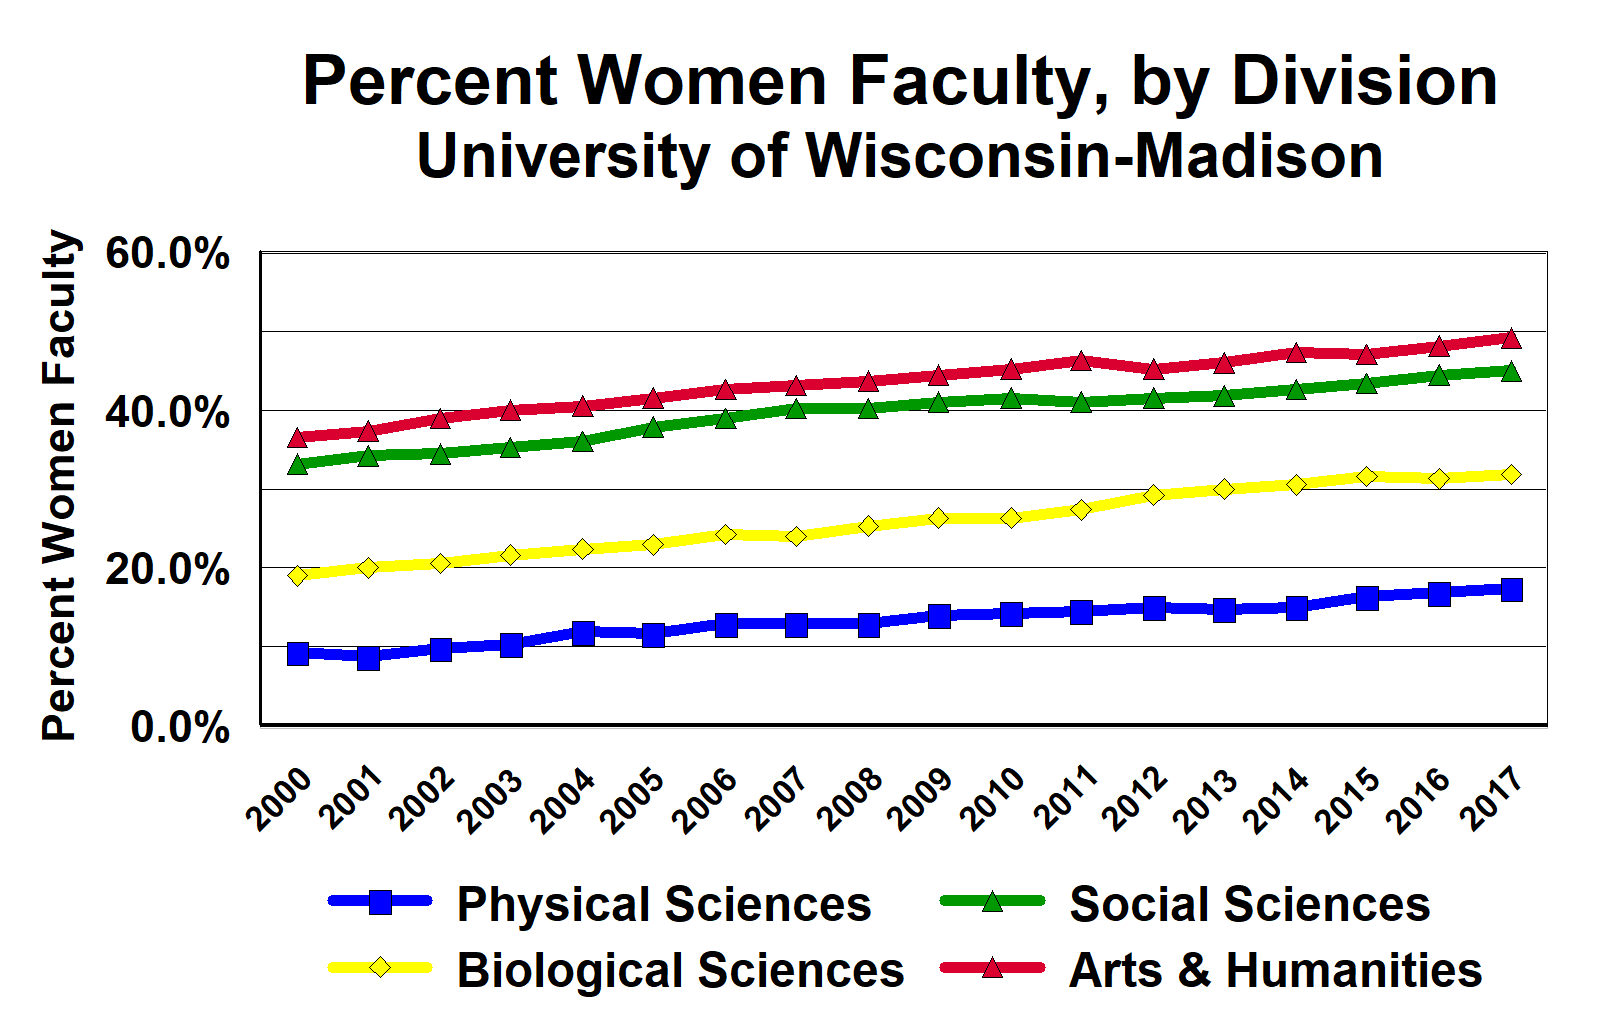 Percent Women Faculty, by Division
University of Wisconsin-Madison
Percent Women Faculty
60.0%
40.0%
20.0%
0.0%
2000 2001 2002 2003 2004 2005 2006 2007 2008 2009 2010 2011 2012 2013 2014 2015 2016 2017
Physical Sciences Social Sciences
Biological Sciences Arts & Humanities